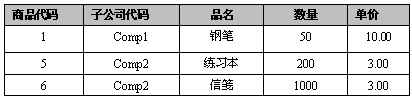 商品代码 子公司代码 品名 数量 单价
1 Comp1 钢笔 50 10.00
5 Comp2 练习本 200 3.00
6 Comp2 信笺 1000 3.00